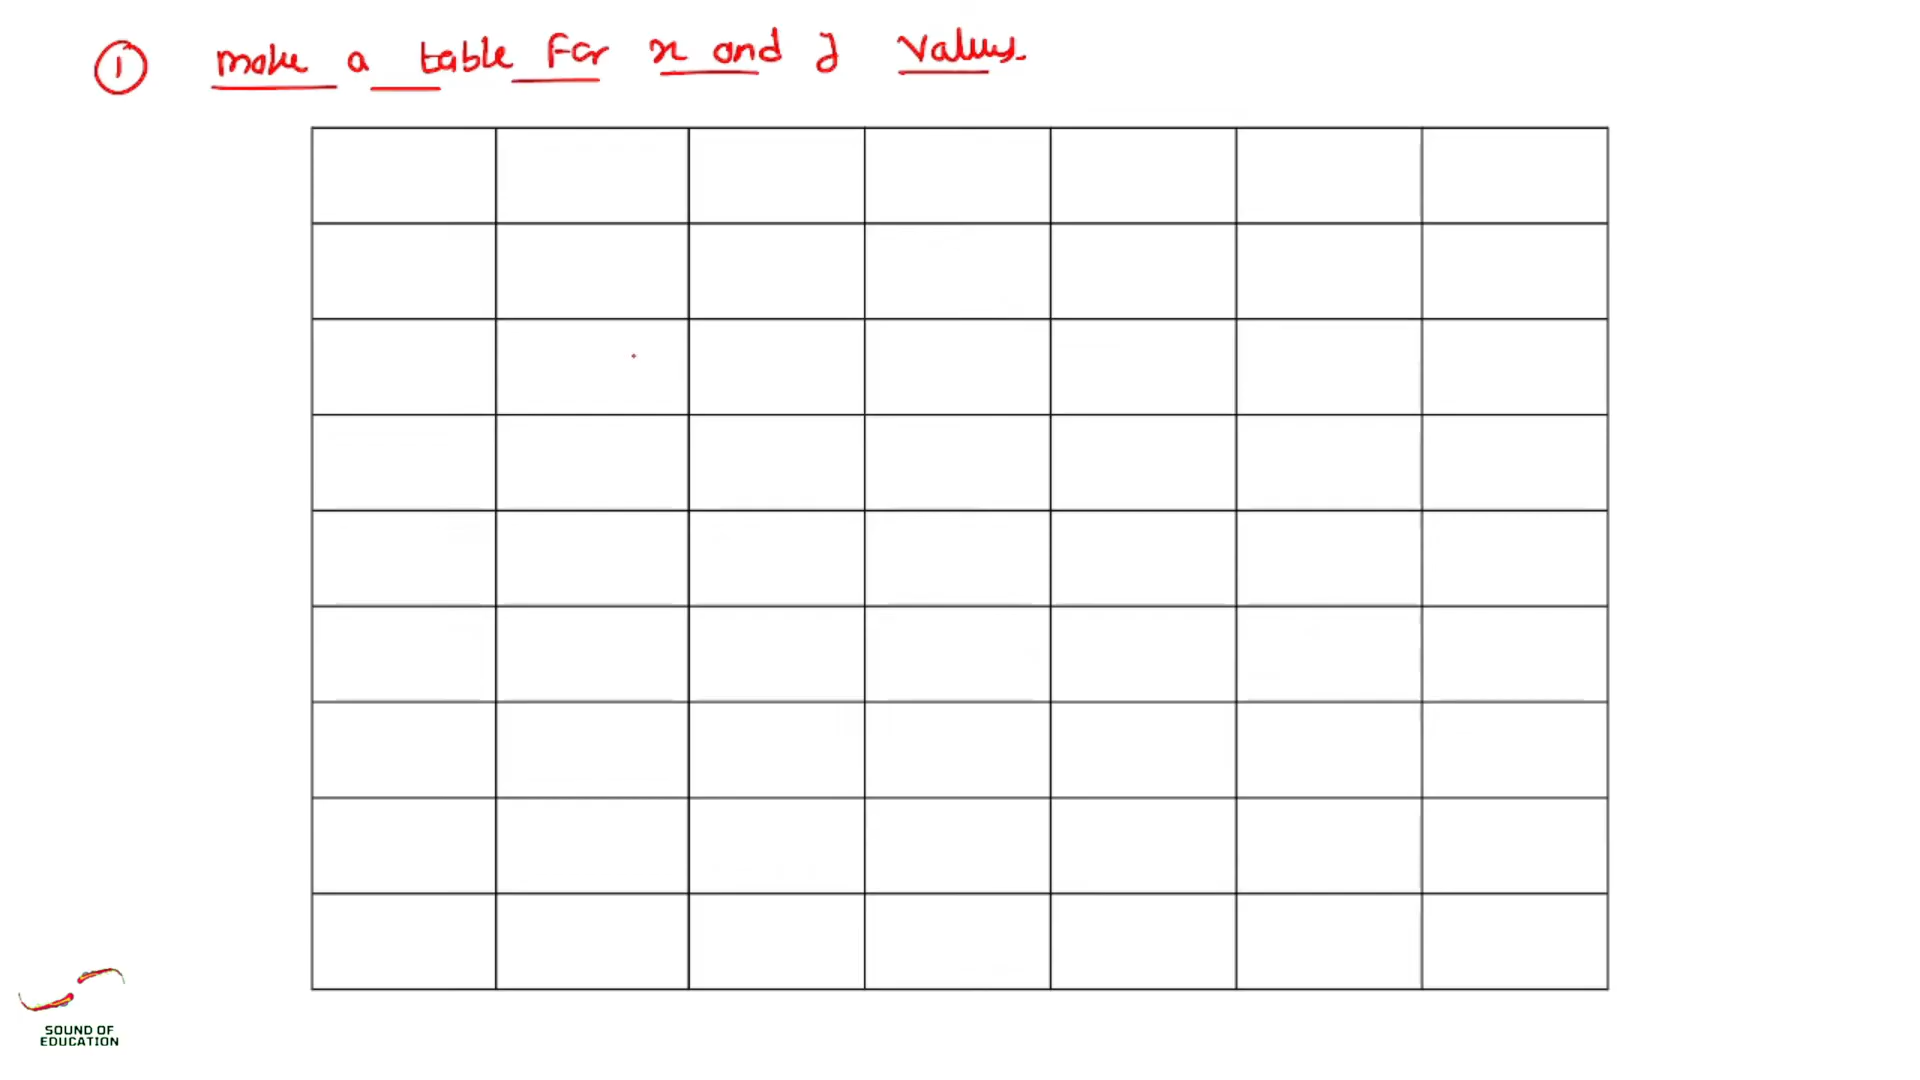 ① make a table For x and y values.
SOUND OF
EDUCATION